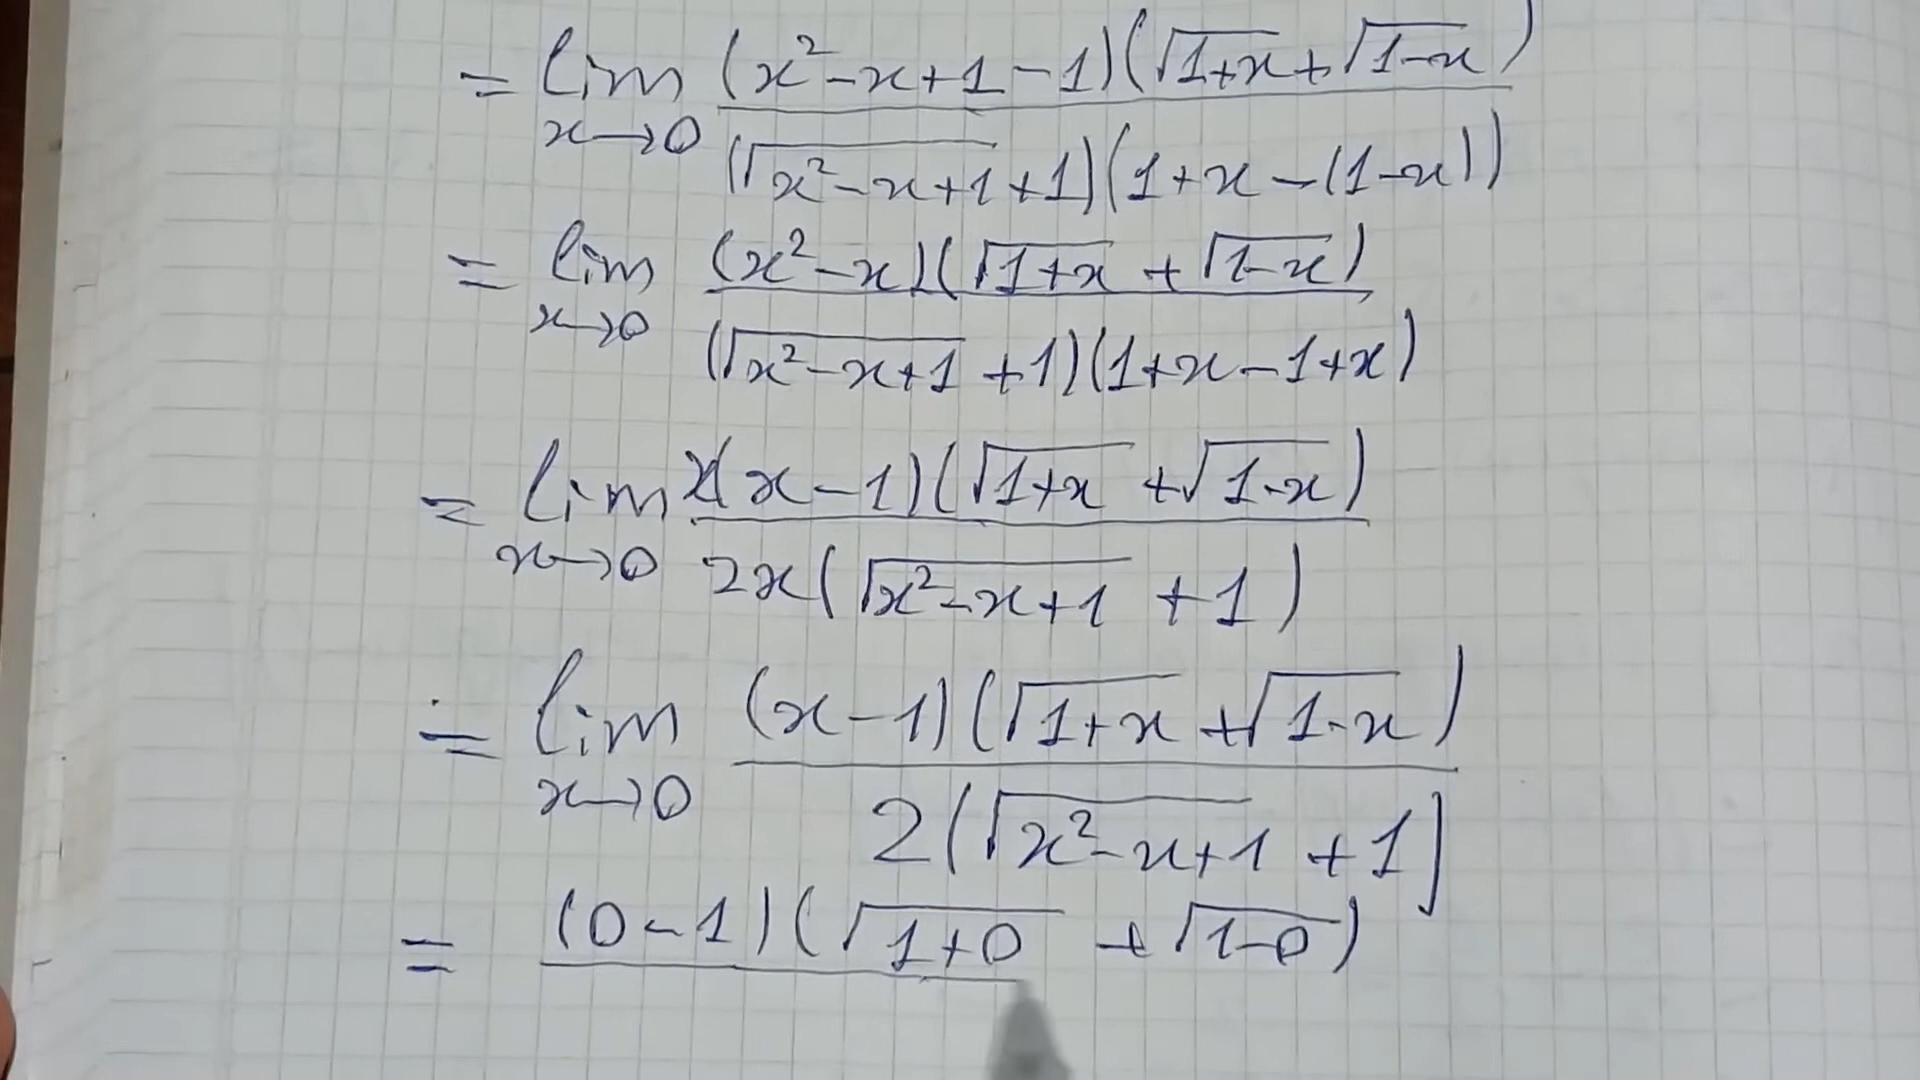 = lim x→0 (x²-x+1-1)(√1+x+√1-x)
(√x²-x+1+1)(1+x-(1-x))
= lim x→0 (x²-x)(√1+x+√1-x)
(√x²-x+1+1)(1+x-1+x)
= lim x→0 x(x-1)(√1+x+√1-x)
2x(√x²-x+1+1)
= lim x→0 (x-1)(√1+x+√1-x)
2(√x²-x+1+1]
= (0-1)(√1+0+√1-0)